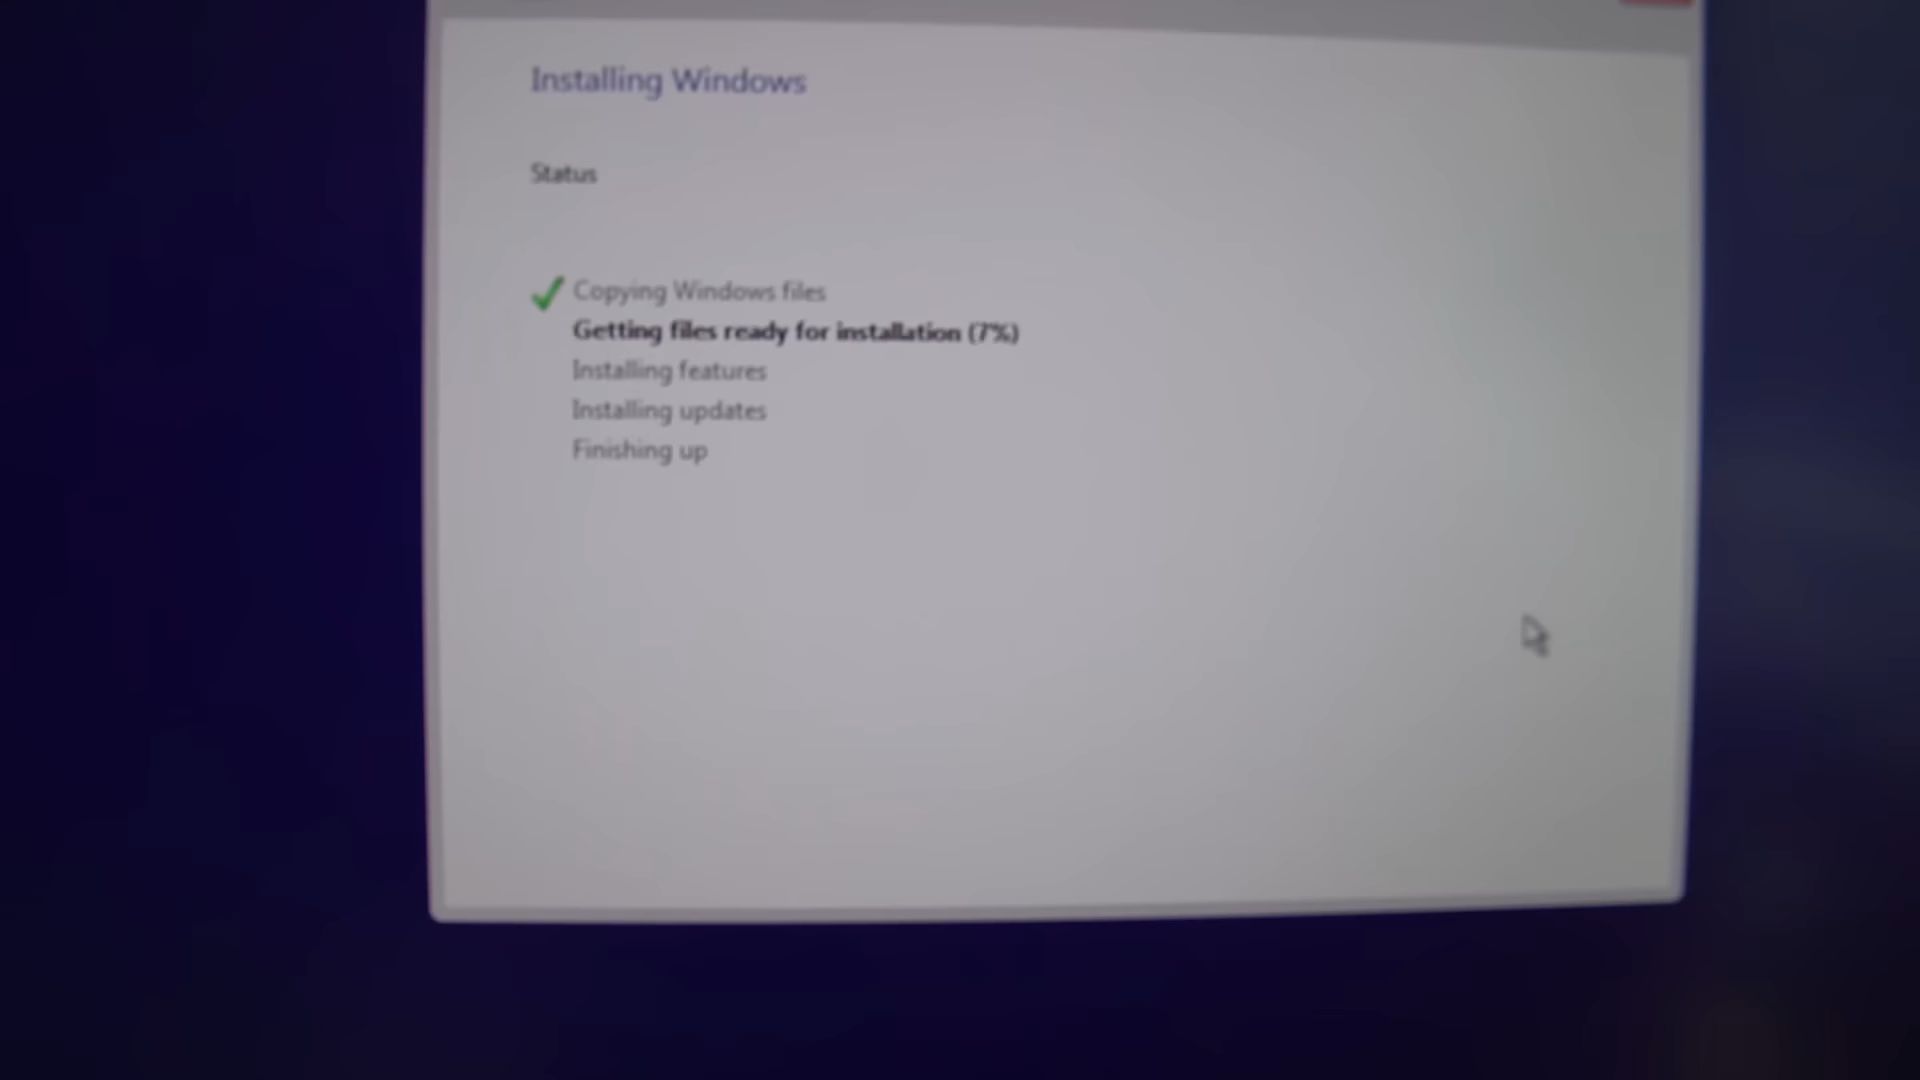 Installing Windows
Status
Copying Windows files
Getting files ready for installation (7%)
Installing features
Installing updates
Finishing up